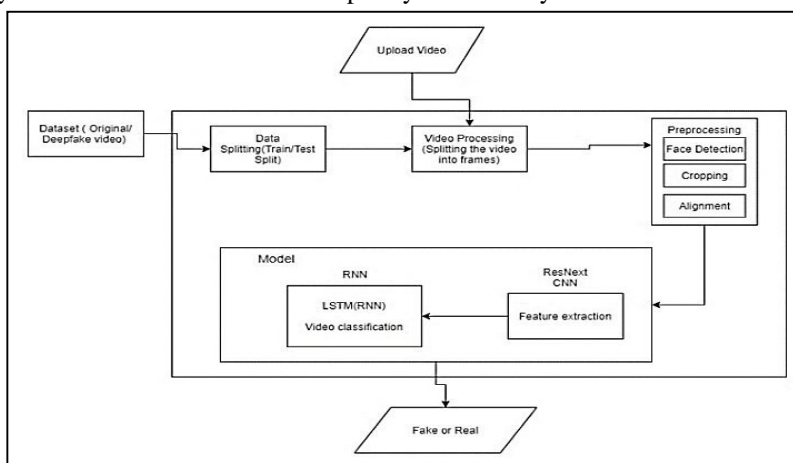 Upload Video
Dataset ( Original/
Deepfake video)
Data
Splitting(Train/Test
Split)
Video Processing
(Splitting the video
into frames)
Preprocessing
Face Detection
Cropping
Alignment
Model
RNN
LSTM(RNN)
Video classification
ResNext
CNN
Feature extraction
Fake or Real